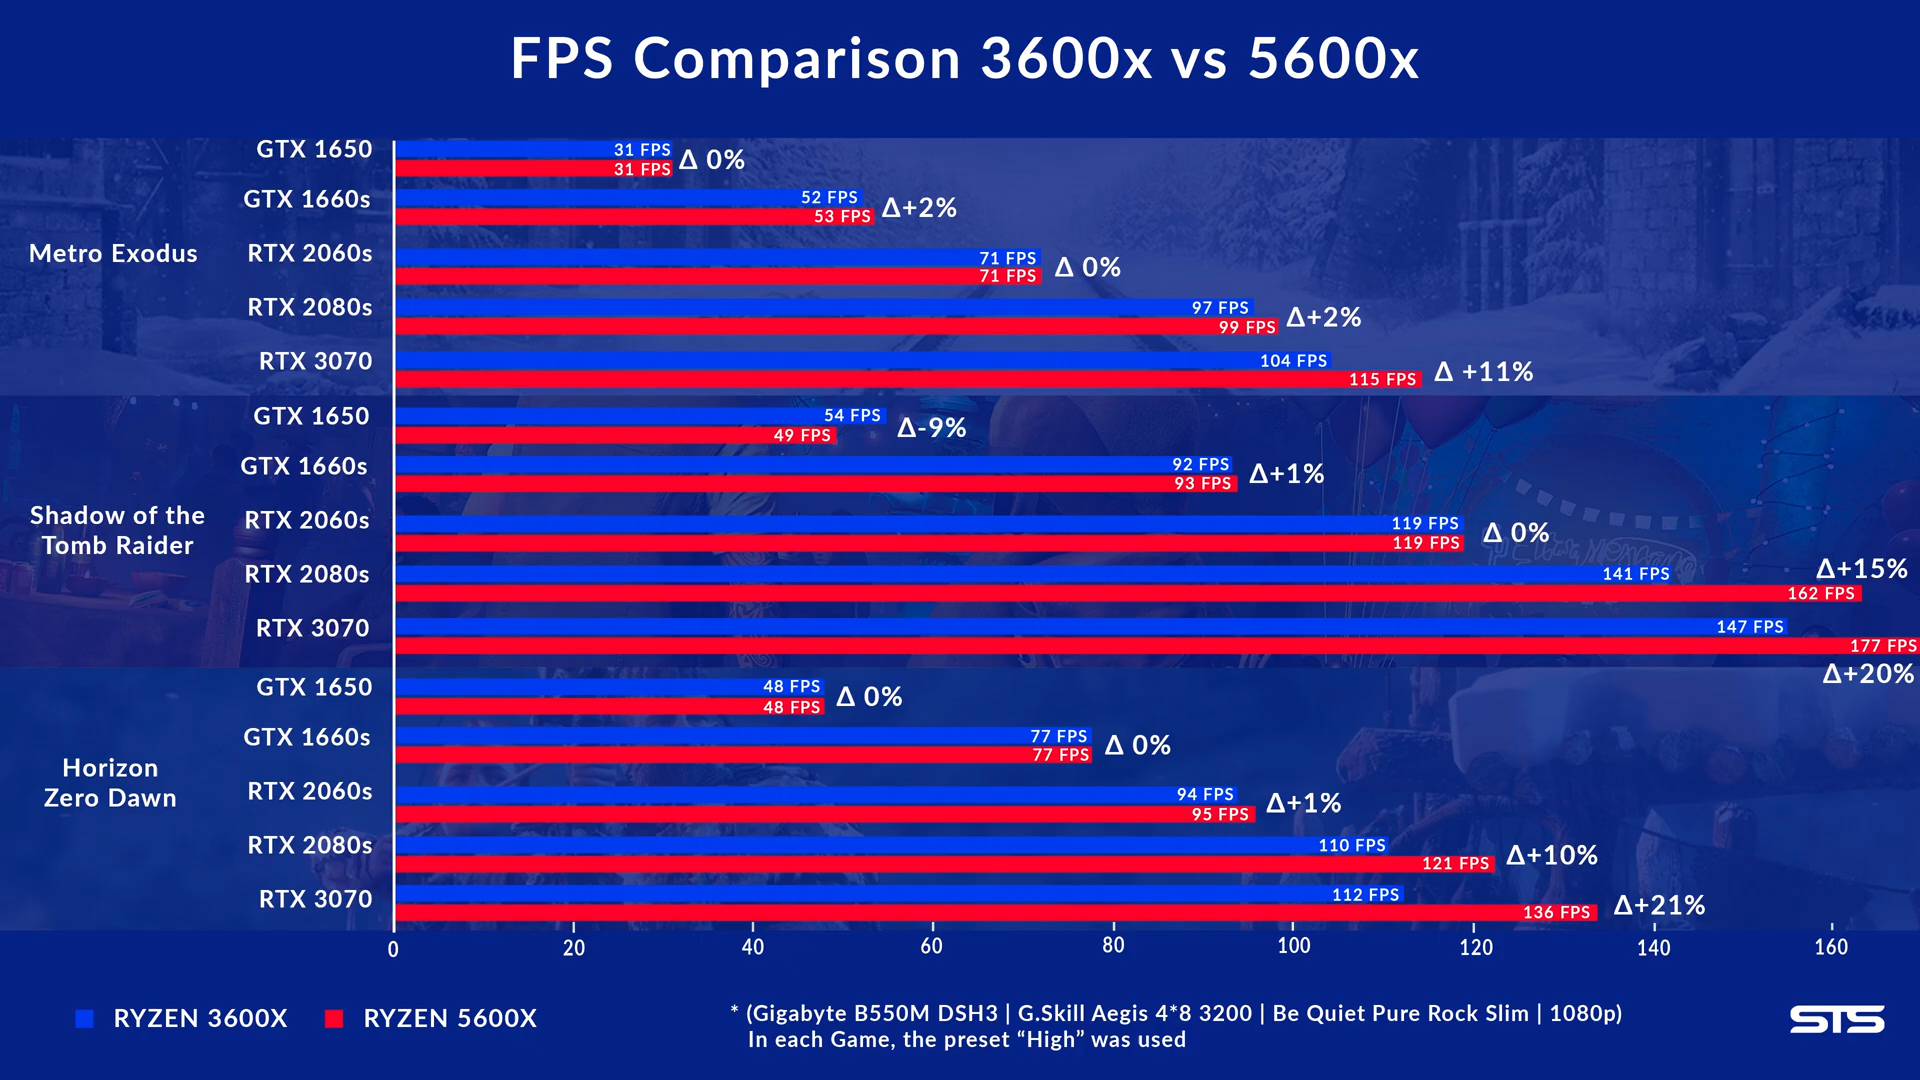 FPS Comparison 3600x vs 5600x
Metro Exodus
GTX 1650
31 FPS
31 FPS
Δ 0%
GTX 1660s
52 FPS
53 FPS
Δ+2%
RTX 2060s
71 FPS
71 FPS
Δ 0%
RTX 2080s
97 FPS
99 FPS
Δ+2%
RTX 3070
104 FPS
115 FPS
Δ +11%
Shadow of the
Tomb Raider
GTX 1650
54 FPS
49 FPS
Δ-9%
GTX 1660s
92 FPS
93 FPS
Δ+1%
RTX 2060s
119 FPS
119 FPS
Δ 0%
RTX 2080s
141 FPS
162 FPS
Δ+15%
RTX 3070
147 FPS
177 FPS
Δ+20%
Horizon
Zero Dawn
GTX 1650
48 FPS
48 FPS
Δ 0%
GTX 1660s
77 FPS
77 FPS
Δ 0%
RTX 2060s
94 FPS
95 FPS
Δ+1%
RTX 2080s
110 FPS
121 FPS
Δ+10%
RTX 3070
112 FPS
136 FPS
Δ+21%
0 20 40 60 80 100 120 140 160
RYZEN 3600X
RYZEN 5600X
* (Gigabyte B550M DSH3 | G.Skill Aegis 4*8 3200 | Be Quiet Pure Rock Slim | 1080p)
In each Game, the preset “High” was used
STS